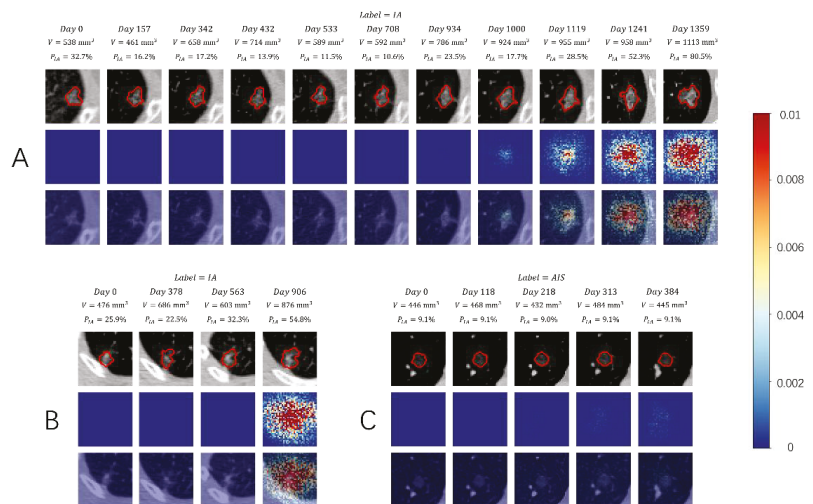 Label = IA
Day 0 Day 157 Day 342 Day 432 Day 533 Day 708 Day 934 Day 1000 Day 1119 Day 1241 Day 1359
V = 538 mm³ V = 461 mm³ V = 658 mm³ V = 714 mm³ V = 589 mm³ V = 592 mm³ V = 786 mm³ V = 924 mm³ V = 955 mm³ V = 958 mm³ V = 1113 mm³
P_IA = 32.7% P_IA = 16.2% P_IA = 17.2% P_IA = 13.9% P_IA = 11.5% P_IA = 10.6% P_IA = 23.5% P_IA = 17.7% P_IA = 28.5% P_IA = 52.3% P_IA = 80.5%
A
0.01
0.008
0.006
0.004
0.002
0
Label = IA
Day 0 Day 378 Day 563 Day 906
V = 476 mm³ V = 686 mm³ V = 603 mm³ V = 876 mm³
P_IA = 25.9% P_IA = 22.5% P_IA = 32.3% P_IA = 54.8%
B
Label = AIS
Day 0 Day 118 Day 218 Day 313 Day 384
V = 446 mm³ V = 468 mm³ V = 432 mm³ V = 484 mm³ V = 445 mm³
P_IA = 9.1% P_IA = 9.1% P_IA = 9.0% P_IA = 9.1% P_IA = 9.1%
C